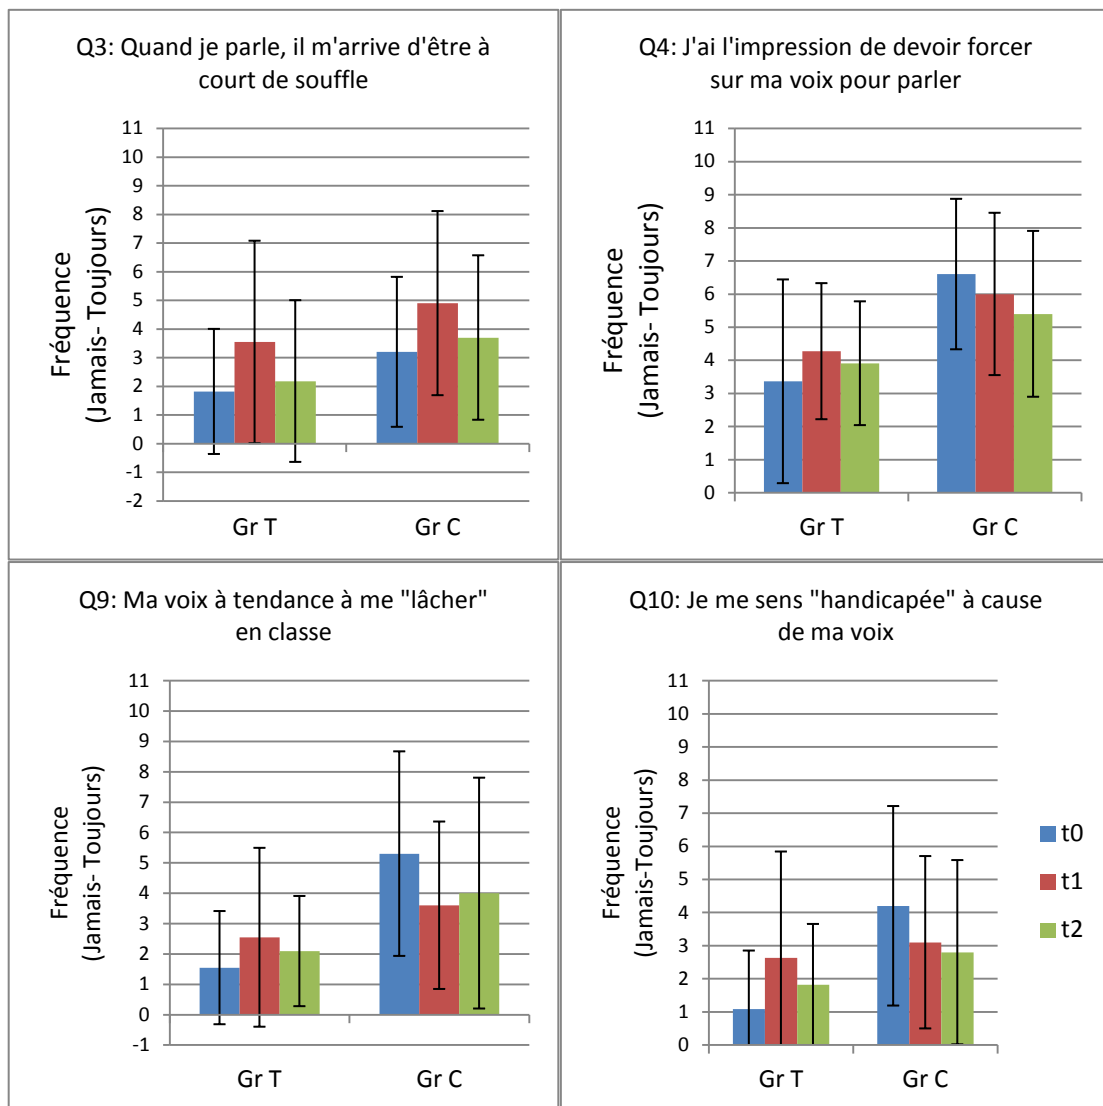 Q3: Quand je parle, il m'arrive d'être à
court de souffle
Fréquence
(Jamais- Toujours)
11
10
9
8
7
6
5
4
3
2
1
0
-1
-2
Gr T
Gr C
Q4: J'ai l'impression de devoir forcer
sur ma voix pour parler
Fréquence
(Jamais- Toujours)
11
10
9
8
7
6
5
4
3
2
1
0
Gr T
Gr C
Q9: Ma voix à tendance à me "lâcher"
en classe
Fréquence
(Jamais- Toujours)
11
10
9
8
7
6
5
4
3
2
1
0
-1
Gr T
Gr C
Q10: Je me sens "handicapée" à cause
de ma voix
Fréquence
(Jamais-Toujours)
11
10
9
8
7
6
5
4
3
2
1
0
Gr T
Gr C
t0
t1
t2